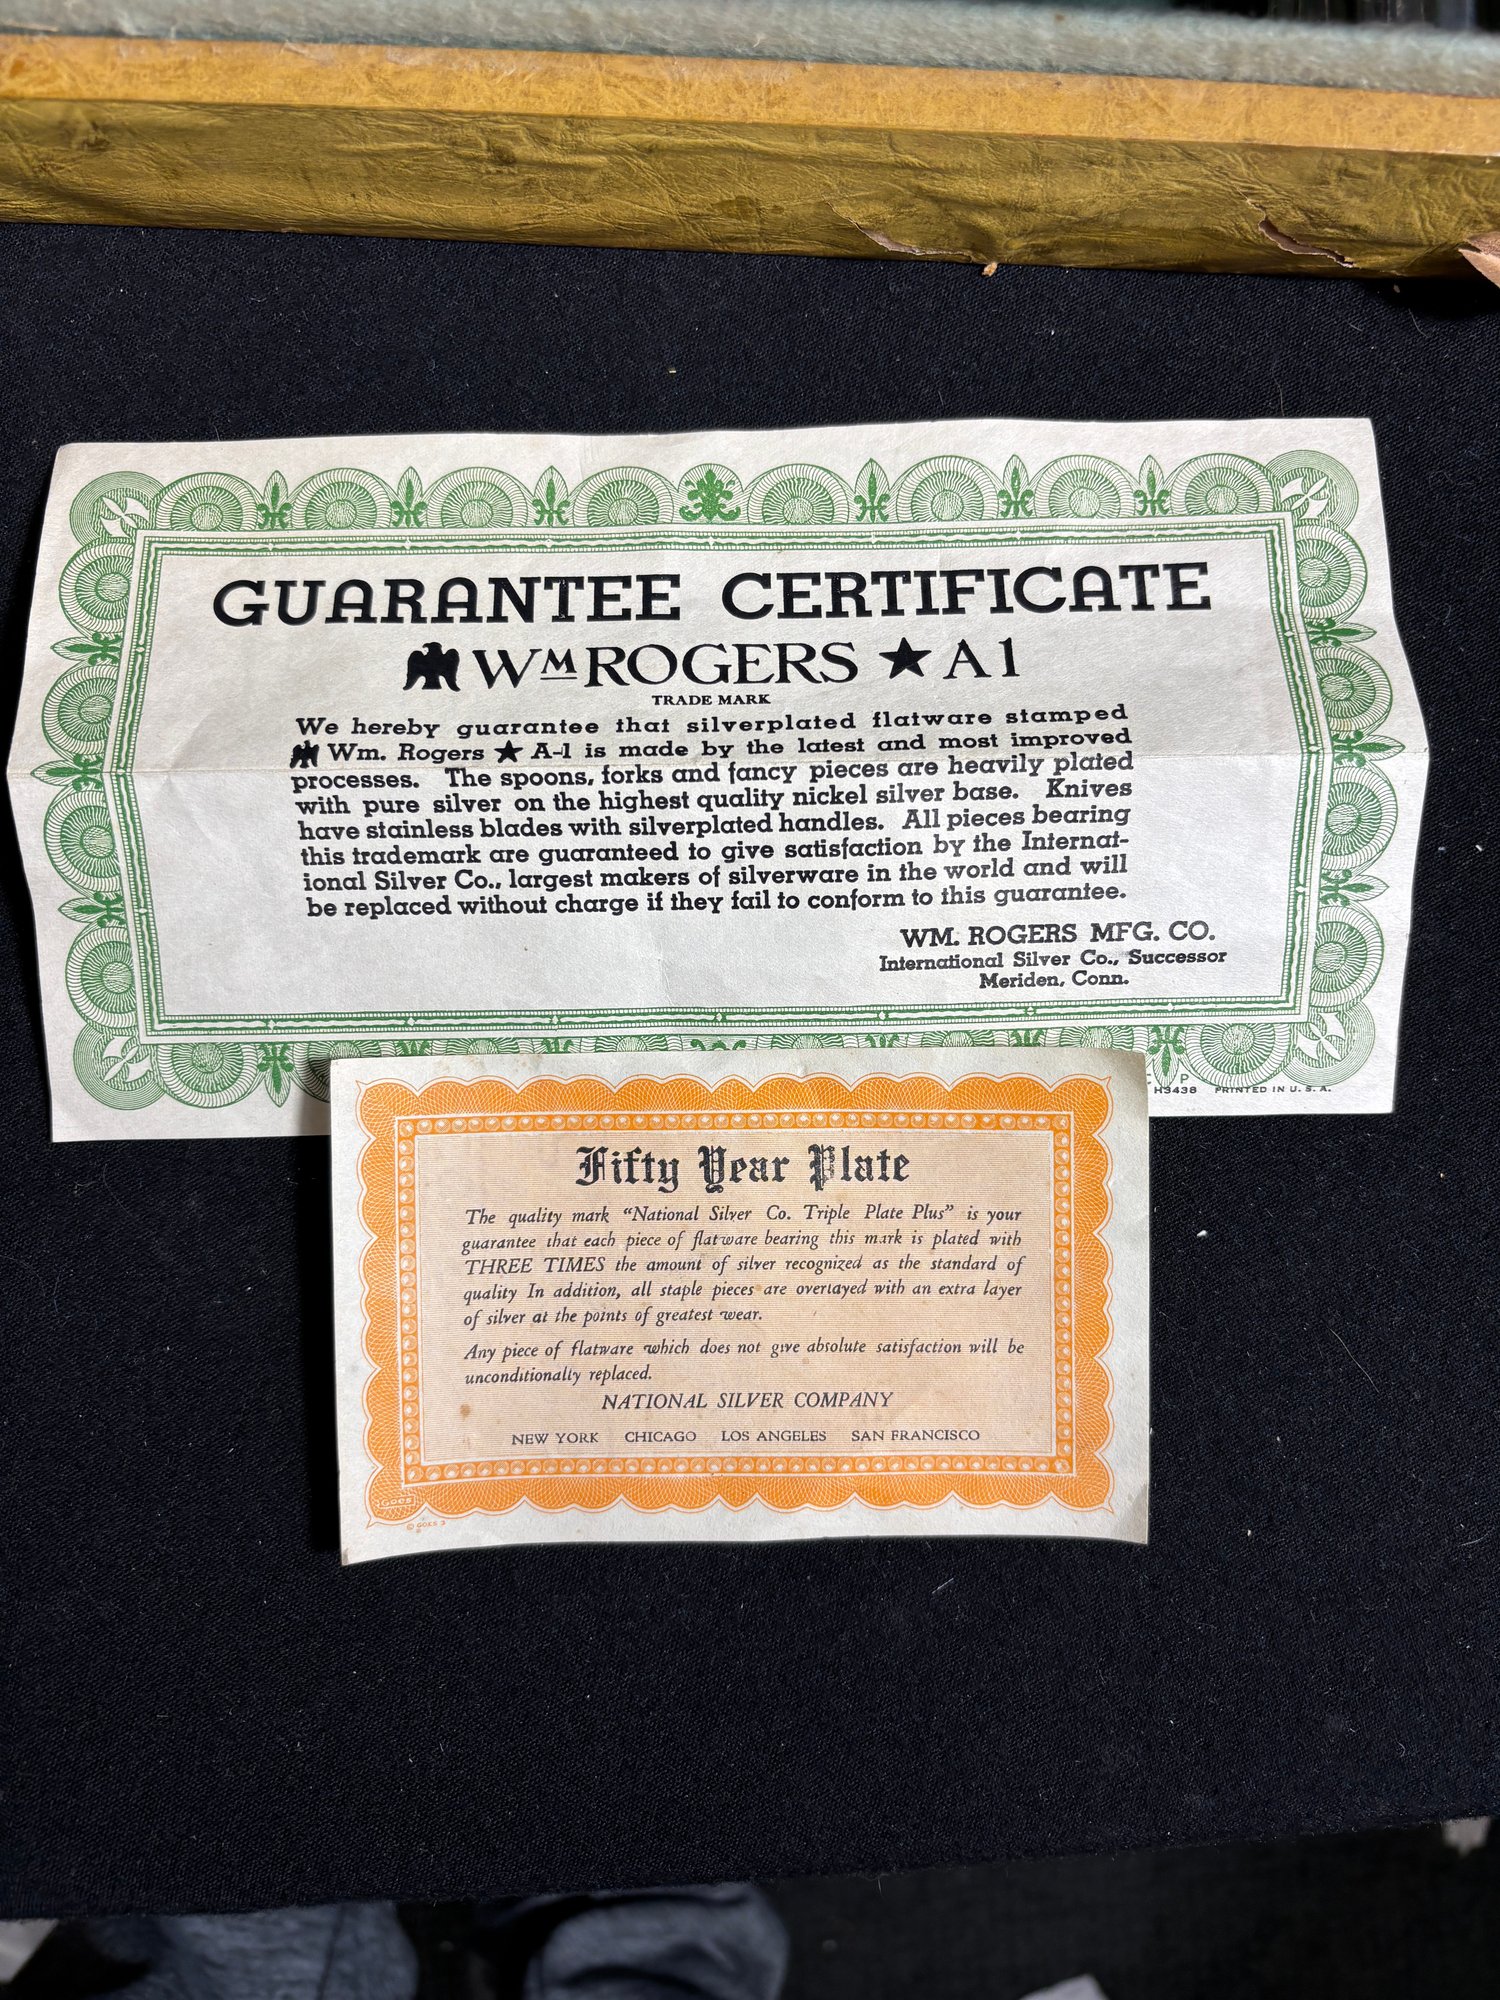 GUARANTEE CERTIFICATE
WM ROGERS ★ A1
TRADE MARK
We hereby guarantee that silverplated flatware stamped
Wm. Rogers ★ A-1 is made by the latest and most improved
processes. The spoons, forks and fancy pieces are heavily plated
with pure silver on the highest quality nickel silver base. Knives
have stainless blades with silverplated handles. All pieces bearing
this trademark are guaranteed to give satisfaction by the Internat-
ional Silver Co., largest makers of silverware in the world and will
be replaced without charge if they fail to conform to this guarantee.
WM. ROGERS MFG. CO.
International Silver Co., Successor
Meriden, Conn.
H3438 PRINTED IN U. S. A.
Fifty Year Plate
The quality mark “National Silver Co. Triple Plate Plus” is your
guarantee that each piece of flatware bearing this mark is plated with
THREE TIMES the amount of silver recognized as the standard of
quality In addition, all staple pieces are overlayed with an extra layer
of silver at the points of greatest wear.
Any piece of flatware which does not give absolute satisfaction will be
unconditionally replaced.
NATIONAL SILVER COMPANY
NEW YORK CHICAGO LOS ANGELES SAN FRANCISCO
GOES
© GOES 3